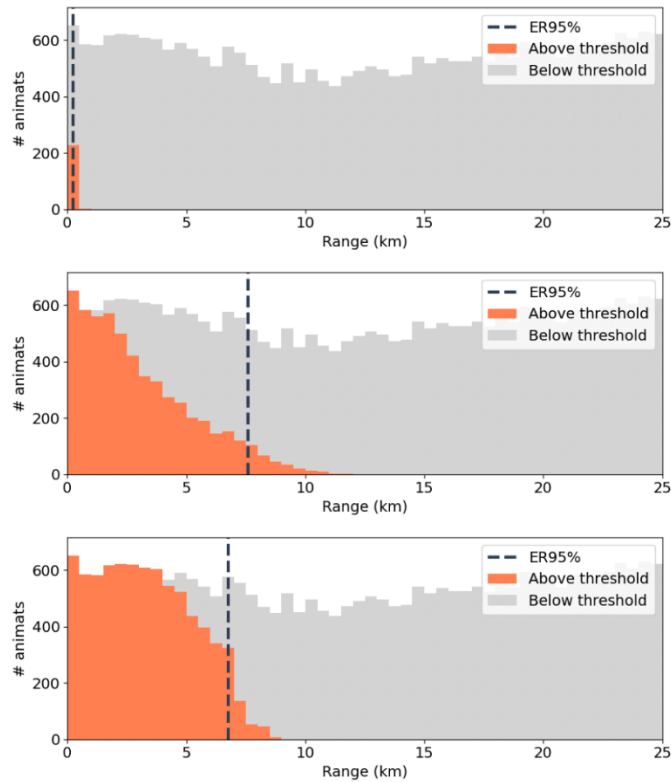 600
400
200
0
# animats
ER95%
Above threshold
Below threshold
0 5 10 15 20 25
Range (km)
600
400
200
0
# animats
ER95%
Above threshold
Below threshold
0 5 10 15 20 25
Range (km)
600
400
200
0
# animats
ER95%
Above threshold
Below threshold
0 5 10 15 20 25
Range (km)